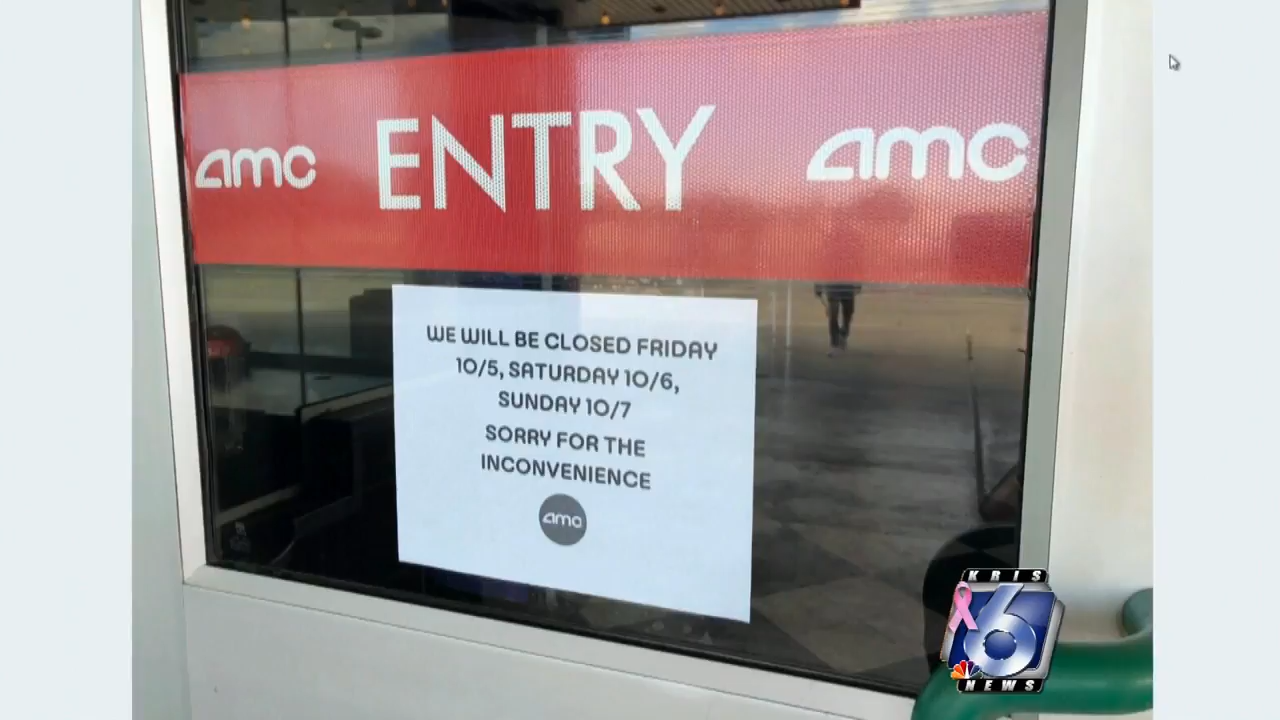 amc ENTRY amc
WE WILL BE CLOSED FRIDAY
10/5, SATURDAY 10/6,
SUNDAY 10/7
SORRY FOR THE
INCONVENIENCE
amc
KRIS
6
NEWS